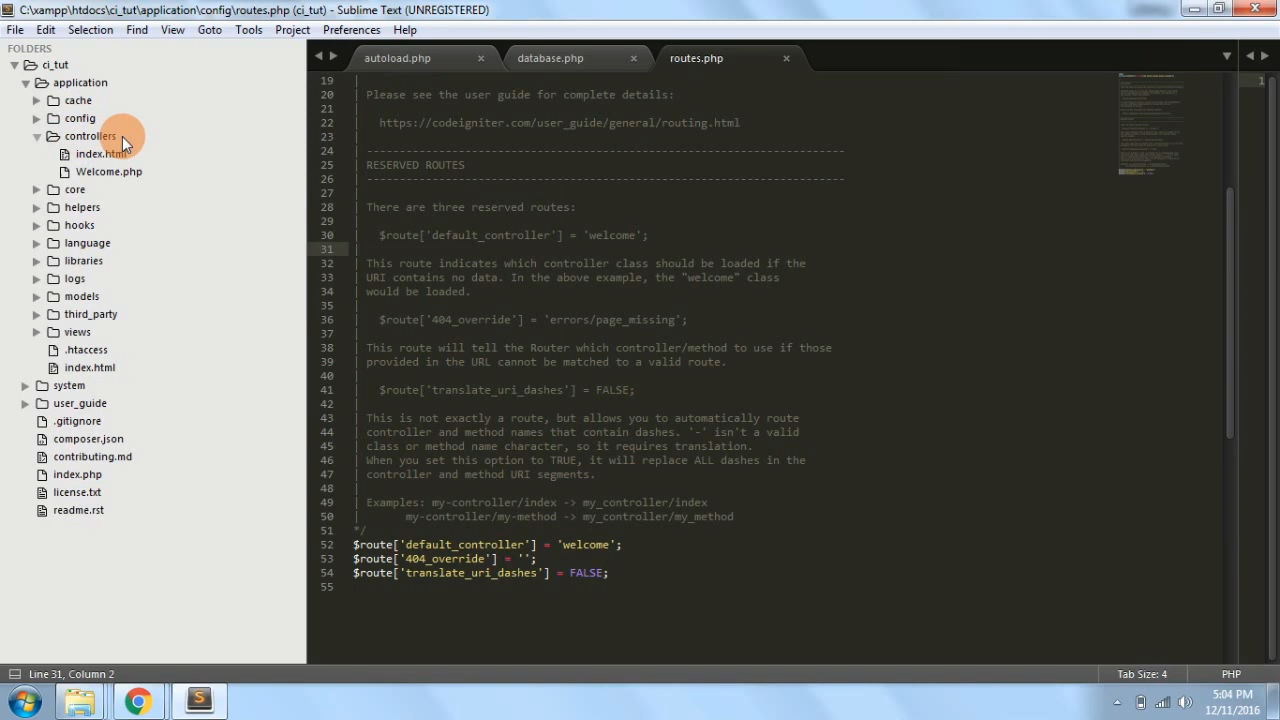 C:\xampp\htdocs\ci_tut\application\config\routes.php (ci_tut) - Sublime Text (UNREGISTERED)
File Edit Selection Find View Goto Tools Project Preferences Help
FOLDERS
ci_tut
application
cache
config
controllers
index.html
Welcome.php
core
helpers
hooks
language
libraries
logs
models
third_party
views
.htaccess
index.html
system
user_guide
.gitignore
composer.json
contributing.md
index.php
license.txt
readme.rst
autoload.php database.php routes.php
19 |
20 | Please see the user guide for complete details:
21 |
22 | https://codeigniter.com/user_guide/general/routing.html
23 |
24 | -------------------------------------------------------------------------
25 | RESERVED ROUTES
26 | -------------------------------------------------------------------------
27 |
28 | There are three reserved routes:
29 |
30 | $route['default_controller'] = 'welcome';
31 |
32 | This route indicates which controller class should be loaded if the
33 | URI contains no data. In the above example, the "welcome" class
34 | would be loaded.
35 |
36 | $route['404_override'] = 'errors/page_missing';
37 |
38 | This route will tell the Router which controller/method to use if those
39 | provided in the URL cannot be matched to a valid route.
40 |
41 | $route['translate_uri_dashes'] = FALSE;
42 |
43 | This is not exactly a route, but allows you to automatically route
44 | controller and method names that contain dashes. '-' isn't a valid
45 | class or method name character, so it requires translation.
46 | When you set this option to TRUE, it will replace ALL dashes in the
47 | controller and method URI segments.
48 |
49 | Examples: my-controller/index -> my_controller/index
50 | my-controller/my-method -> my_controller/my_method
51 */
52 $route['default_controller'] = 'welcome';
53 $route['404_override'] = '';
54 $route['translate_uri_dashes'] = FALSE;
55
1
Line 31, Column 2 Tab Size: 4 PHP
5:04 PM
12/11/2016